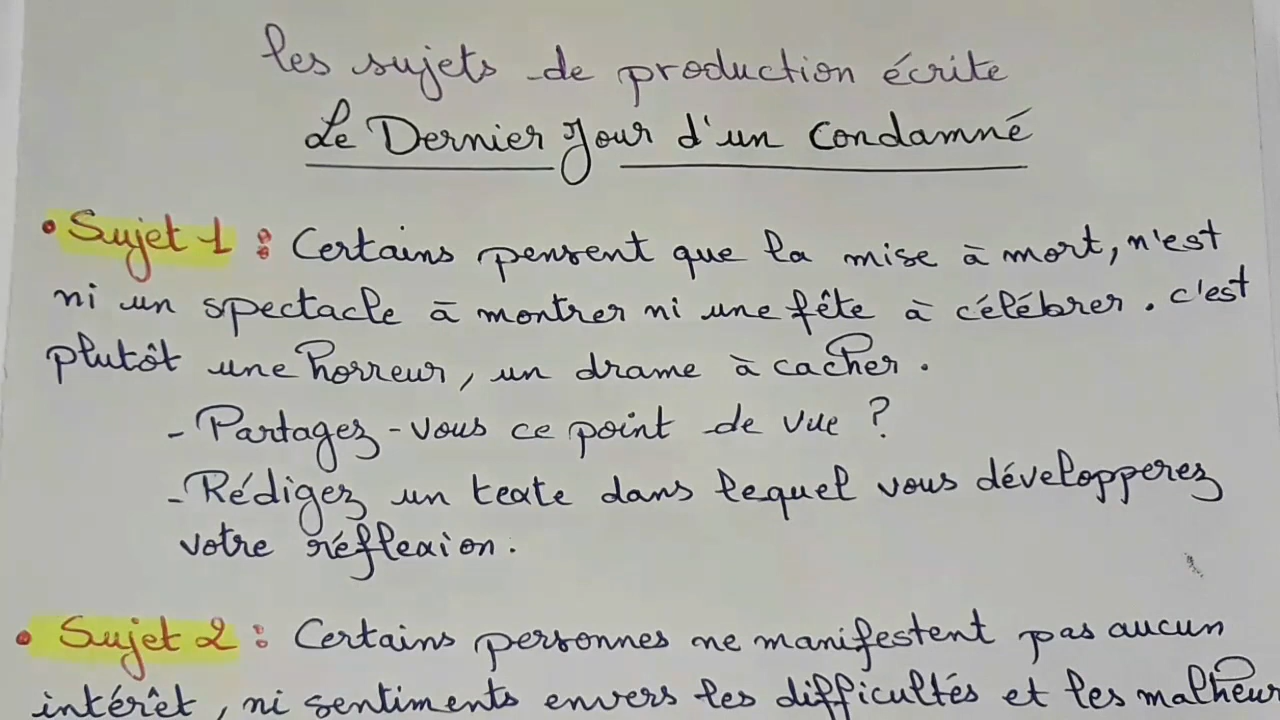 les sujets de production écrite
Le Dernier Jour d'un Condamné
• Sujet 1 : Certains pensent que la mise à mort, n'est
ni un spectacle à montrer ni une fête à célébrer. c'est
plutôt une horreur, un drame à cacher.
- Partagez-vous ce point de vue ?
- Rédigez un texte dans lequel vous développerez
votre réflexion.
• Sujet 2 : Certains personnes ne manifestent pas aucun
intérêt, ni sentiments envers les difficultés et les malheur